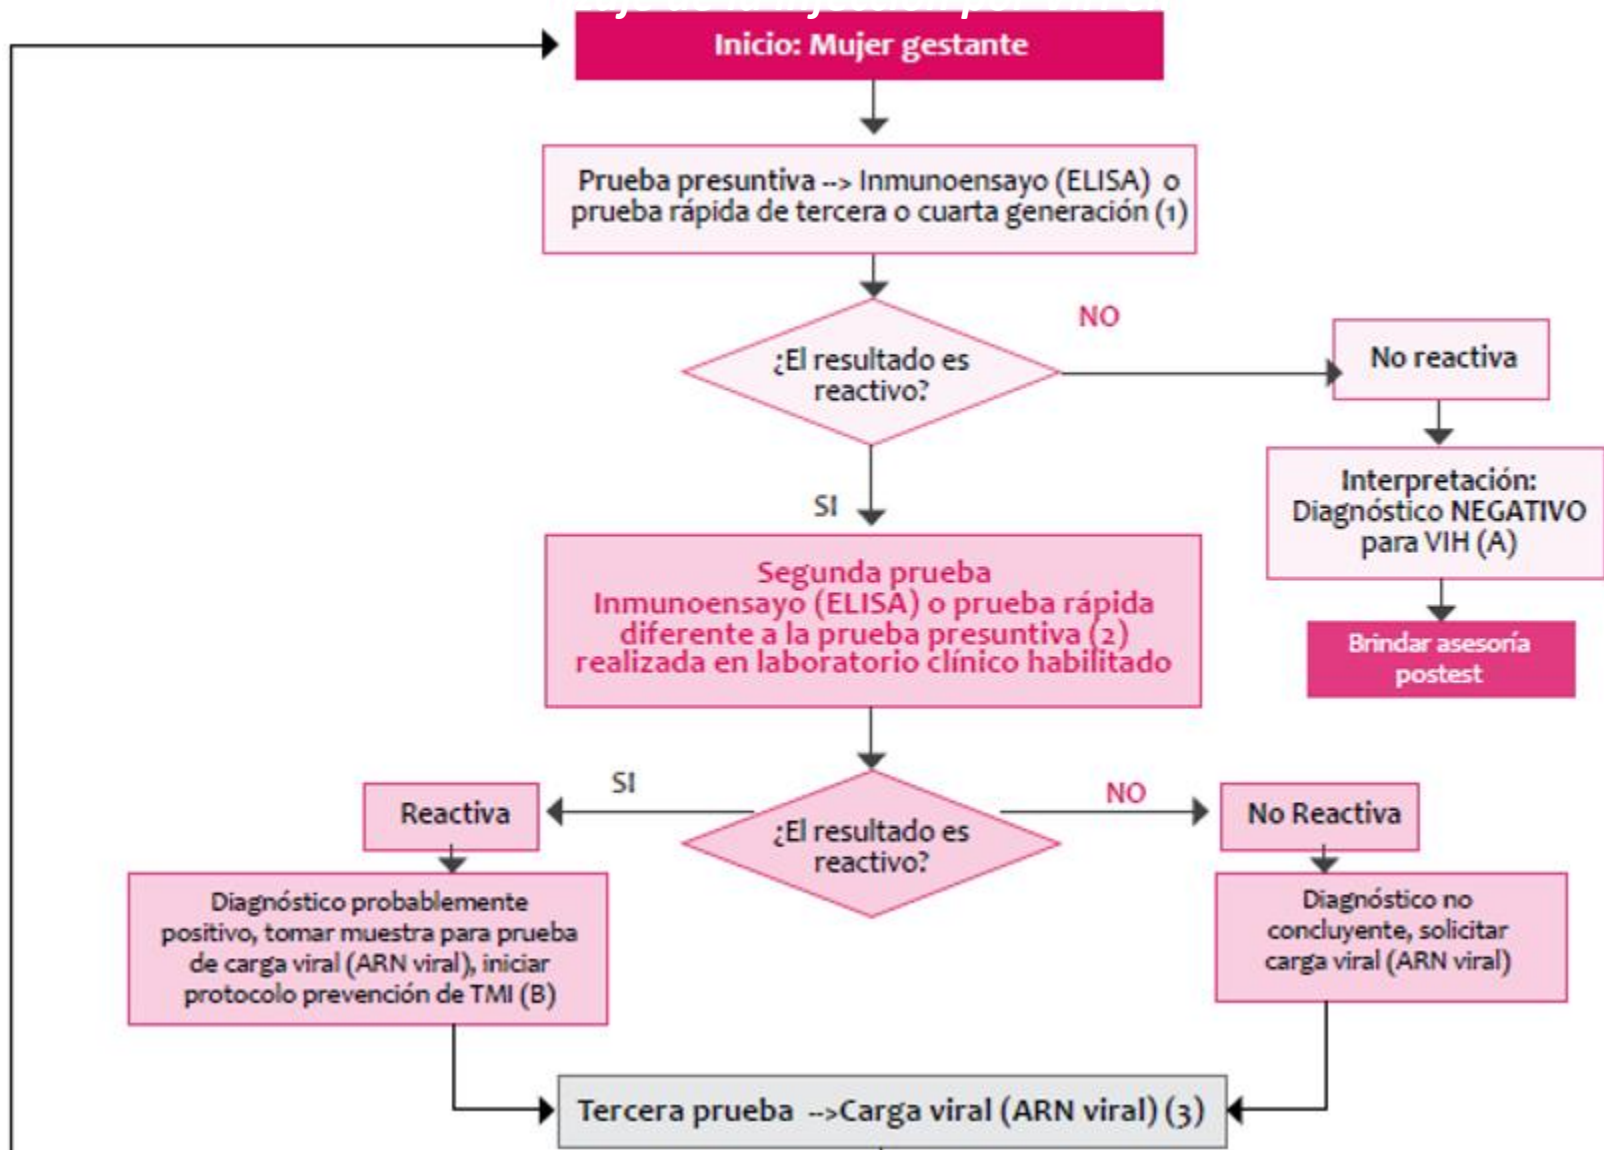 Inicio: Mujer gestante
Prueba presuntiva --> Inmunoensayo (ELISA) o
prueba rápida de tercera o cuarta generación (1)
¿El resultado es
reactivo?
NO
No reactiva
Interpretación:
Diagnóstico NEGATIVO
para VIH (A)
Brindar asesoría
postest
SI
Segunda prueba
Inmunoensayo (ELISA) o prueba rápida
diferente a la prueba presuntiva (2)
realizada en laboratorio clínico habilitado
¿El resultado es
reactivo?
SI
Reactiva
Diagnóstico probablemente
positivo, tomar muestra para prueba
de carga viral (ARN viral), iniciar
protocolo prevención de TMI (B)
NO
No Reactiva
Diagnóstico no
concluyente, solicitar
carga viral (ARN viral)
Tercera prueba -->Carga viral (ARN viral) (3)